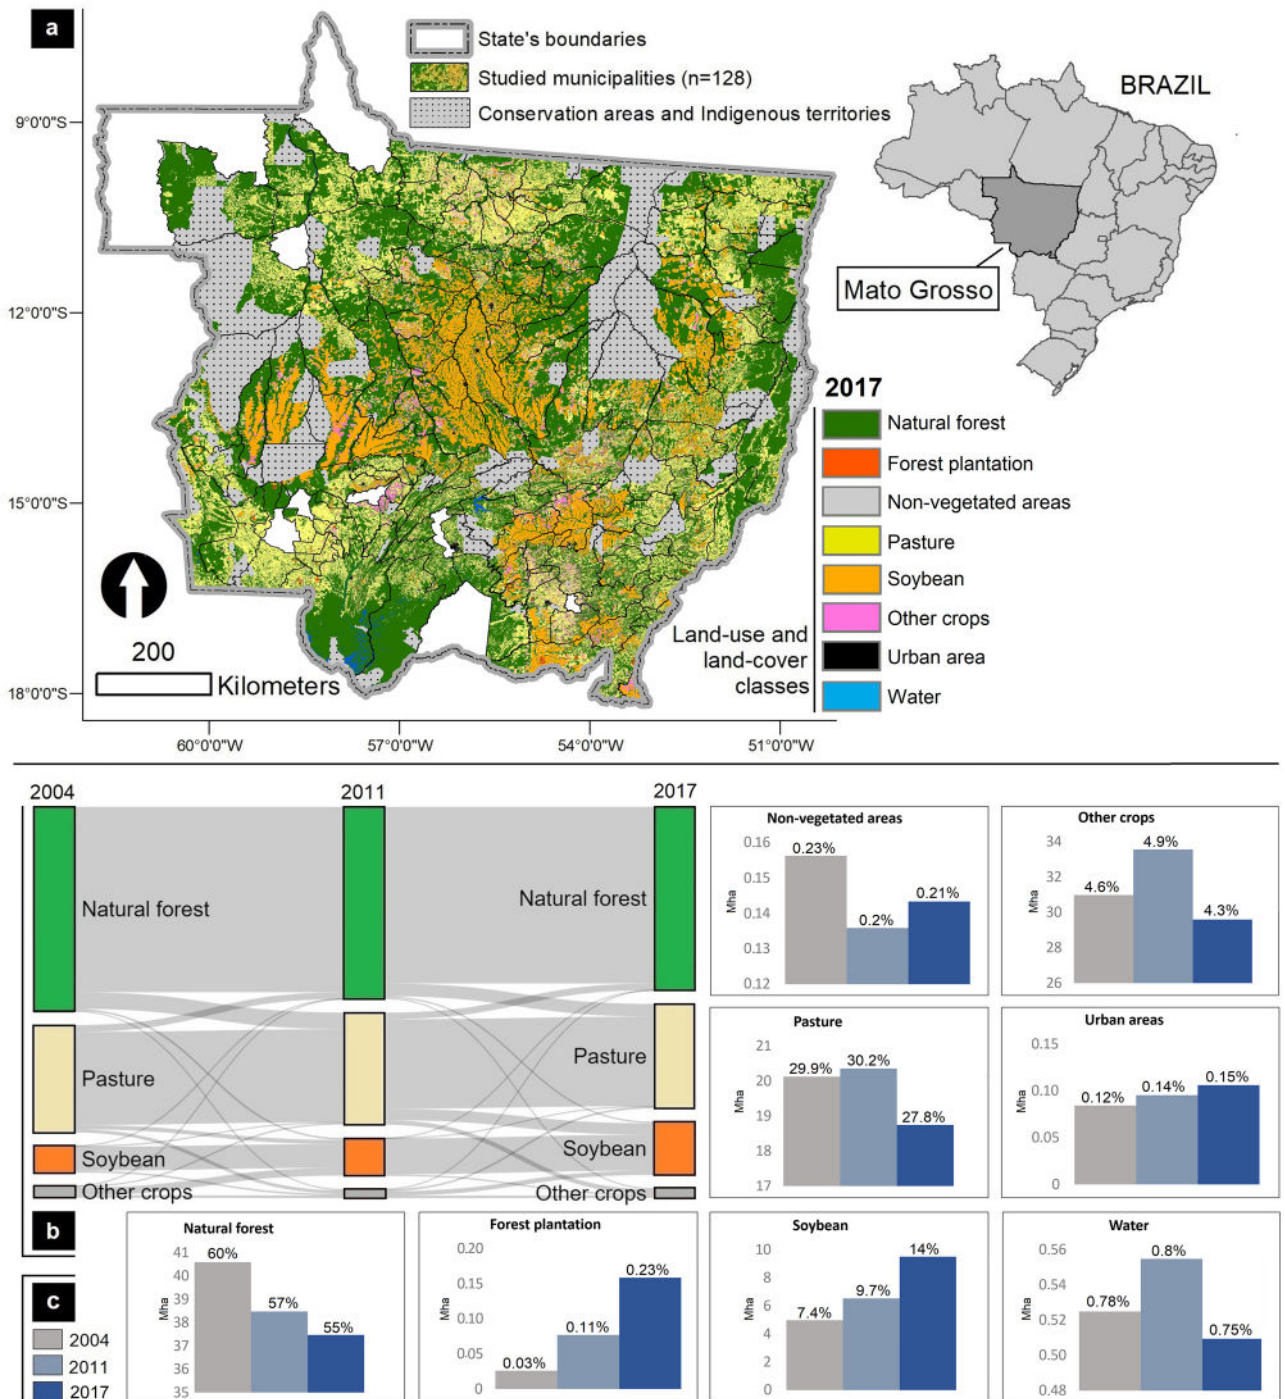 a
State's boundaries
Studied municipalities (n=128)
Conservation areas and Indigenous territories
BRAZIL
Mato Grosso
9°0'0"S
12°0'0"S
15°0'0"S
18°0'0"S
60°0'0"W
57°0'0"W
54°0'0"W
51°0'0"W
200
Kilometers
Land-use and
land-cover
classes
2017
Natural forest
Forest plantation
Non-vegetated areas
Pasture
Soybean
Other crops
Urban area
Water
2004
2011
2017
Natural forest
Pasture
Soybean
Other crops
Natural forest
Pasture
Soybean
Other crops
Non-vegetated areas
Mha
0.16
0.15
0.14
0.13
0.12
0.23%
0.2%
0.21%
Other crops
Mha
34
32
30
28
26
4.6%
4.9%
4.3%
Pasture
Mha
21
20
19
18
17
29.9%
30.2%
27.8%
Urban areas
Mha
0.15
0.10
0.05
0
0.12%
0.14%
0.15%
b
c
2004
2011
2017
Natural forest
Mha
41
40
39
38
37
36
35
60%
57%
55%
Forest plantation
Mha
0.20
0.15
0.10
0.05
0
0.03%
0.11%
0.23%
Soybean
Mha
10
8
6
4
2
0
7.4%
9.7%
14%
Water
Mha
0.56
0.54
0.52
0.50
0.48
0.78%
0.8%
0.75%